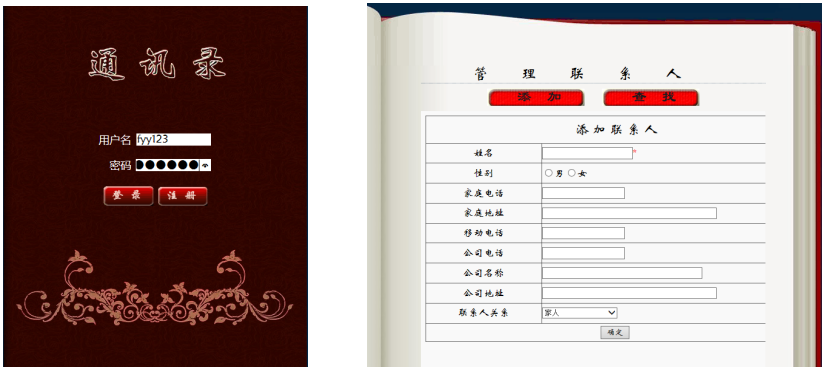 通讯录
用户名 fyy123
密码 ●●●●●●
登录 注册
管理联系人
添加 查找
添加联系人
姓名 *
性别 男 女
家庭电话
家庭地址
移动电话
公司电话
公司名称
公司地址
联系人关系 家人
确定